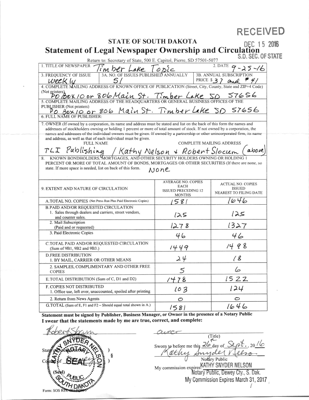 RECEIVED
DEC 15 2016
S.D. SEC. OF STATE
STATE OF SOUTH DAKOTA
Statement of Legal Newspaper Ownership and Circulation
Return to: Secretary of State, 500 E. Capitol, Pierre, SD 57501-5077
1. TITLE OF NEWSPAPER Timber Lake Topic
2. DATE 9-25-16
3. FREQUENCY OF ISSUE weekly
3A. NO. OF ISSUES PUBLISHED ANNUALLY 51
3B. ANNUAL SUBSCRIPTION PRICE $37 and $41
4. COMPLETE MAILING ADDRESS OF KNOWN OFFICE OF PUBLICATION (Street, City, County, State and ZIP+4 Code) (Not printers)
PO Box 10 or 806 Main St. Timber Lake SD 57656
5. COMPLETE MAILING ADDRESS OF THE HEADQUARTERS OR GENERAL BUSINESS OFFICES OF THE PUBLISHER (Not printers)
PO Box 10 or 806 Main St. Timber Lake SD 57656
6. FULL NAME OF PUBLISHER:
7. OWNER (If owned by a corporation, its name and address must be stated and list on the back of this form the names and
addresses of stockholders owning or holding 1 percent or more of total amount of stock. If not owned by a corporation, the
names and addresses of the individual owners must be given. If owned by a partnership or other unincorporated firm, its name
and address, as well as that of each individual must be given.
FULL NAME COMPLETE MAILING ADDRESS
TLT Publishing / Kathy Nelson & Robert Slocum (above)
8. KNOWN BONDHOLDERS, MORTGAGES, AND OTHER SECURITY HOLDERS OWNING OR HOLDING 1
PERCENT OR MORE OF TOTAL AMOUNT OF BONDS, MORTGAGES OR OTHER SECURITIES (If there are none, so
state. If more space is needed, list on back of this form. None
9. EXTENT AND NATURE OF CIRCULATION
AVERAGE NO. COPIES EACH ISSUED PRECEDING 12 MONTHS
ACTUAL NO. COPIES ISSUED NEAREST TO FILING DATE
A. TOTAL NO. COPIES (Net Press Run Plus Paid Electronic Copies) 1581 1646
B. PAID AND/OR REQUESTED CIRCULATION
1. Sales through dealers and carriers, street vendors, and counter sales. 125 125
2. Mail Subscription (Paid and or requested) 1278 1327
3. Paid Electronic Copies 46 46
C. TOTAL PAID AND/OR REQUESTED CIRCULATION (Sum of 9B1, 9B2 and 9B3) 1449 1498
D. FREE DISTRIBUTION
1. BY MAIL, CARRIER OR OTHER MEANS 24 18
2. SAMPLES, COMPLIMENTARY AND OTHER FREE COPIES 5 6
E. TOTAL DISTRIBUTION (Sum of C, D1 and D2) 1478 1522
F. COPIES NOT DISTRIBUTED
1. Office use, left over, unaccounted, spoiled after printing 103 124
2. Return from News Agents 0 0
G. TOTAL (Sum of E, F1 and F2 - Should equal total shown in A.) 1581 1646
Statement must be signed by Publisher, Business Manager, or Owner in the presence of a Notary Public
I swear that the statements made by me are true, correct, and complete:
owner
(Title)
Sworn to before me this 26 day of Sept. 2016
Kathy Snyder Nelson
Notary Public
My commission expires KATHY SNYDER NELSON
Notary Public, Dewey Cty., S. Dak.
My Commission Expires March 31, 2017
KATHY SNYDER NELSON
NOTARY
SEAL
PUBLIC
SOUTH DAKOTA
(Seal)